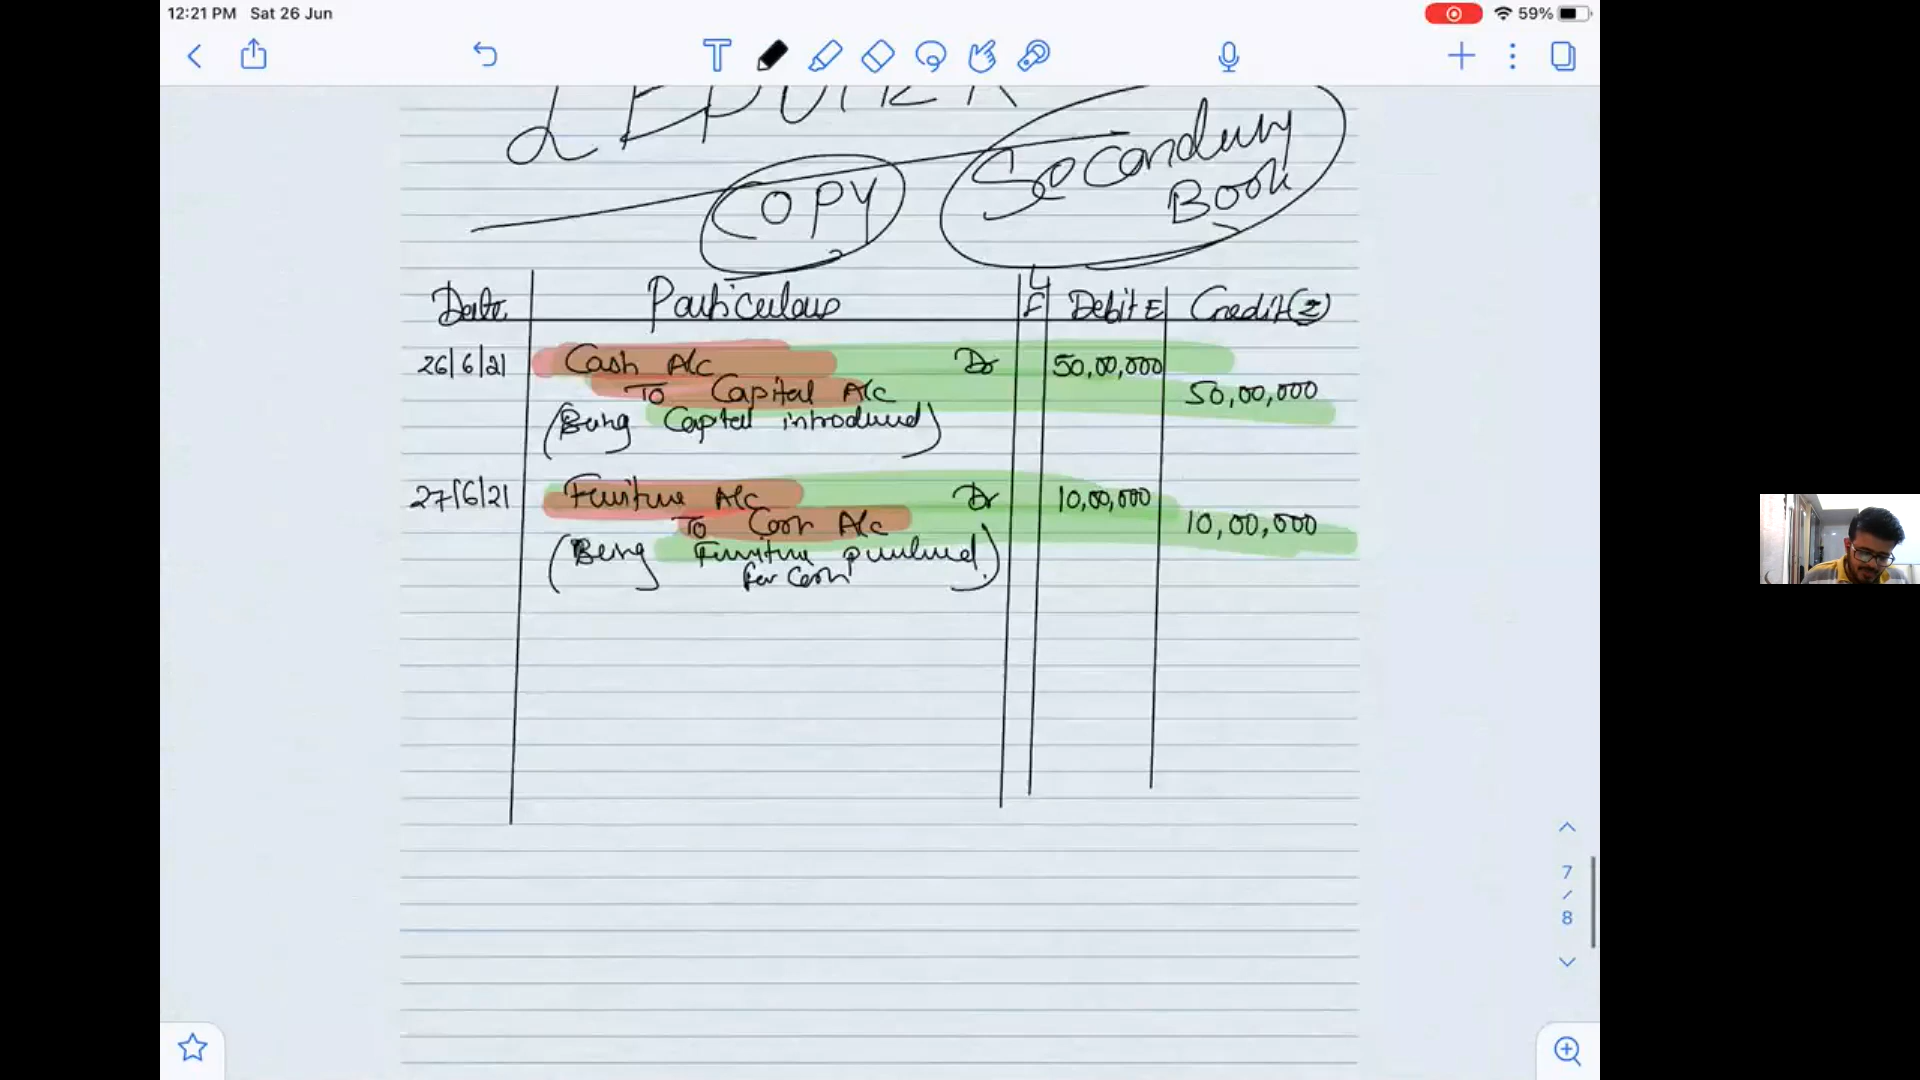 12:21 PM Sat 26 Jun
59%
COPY
Secondary
Book
Date Particulars LF Debit Credit (₹)
26/6/21 Cash A/c Dr 50,00,000
To Capital A/c 50,00,000
(Being Capital introduced)
27/6/21 Furniture A/c Dr 10,00,000
To Cash A/c 10,00,000
(Being Furniture purchased
for Cash)
7
/
8